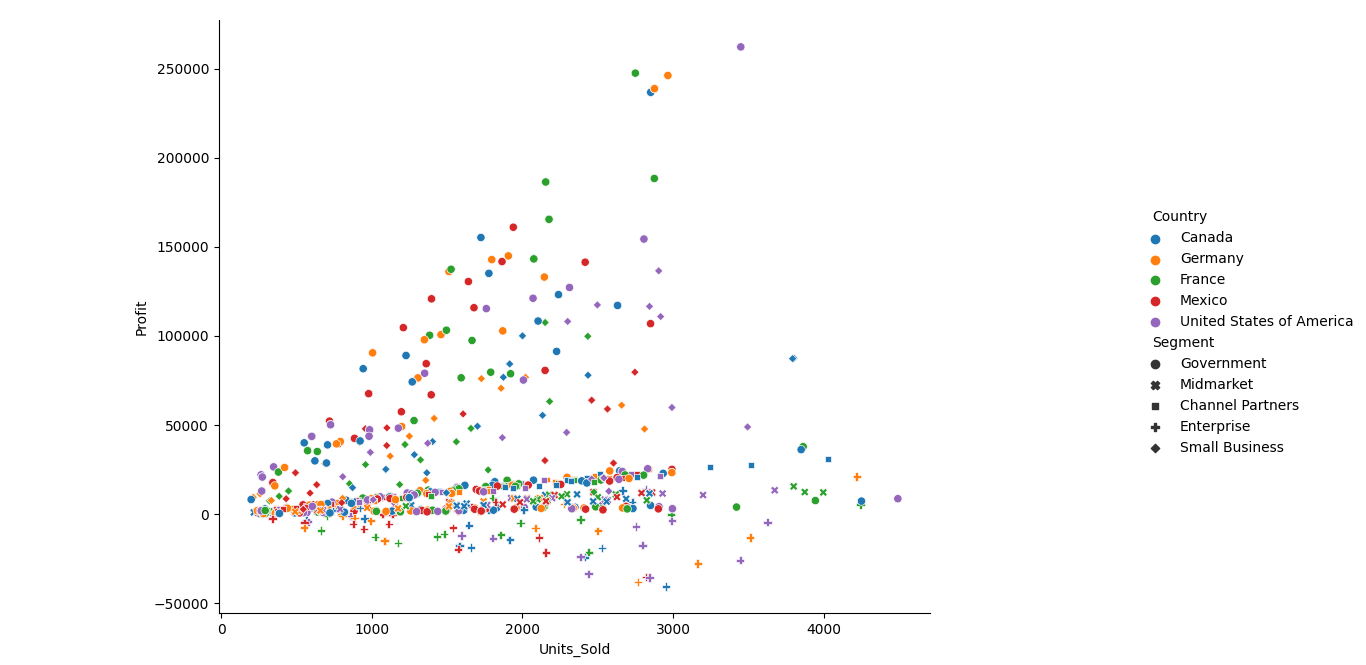 250000
200000
150000
100000
50000
0
−50000
Profit
0 1000 2000 3000 4000
Units_Sold
Country
Canada
Germany
France
Mexico
United States of America
Segment
Government
Midmarket
Channel Partners
Enterprise
Small Business